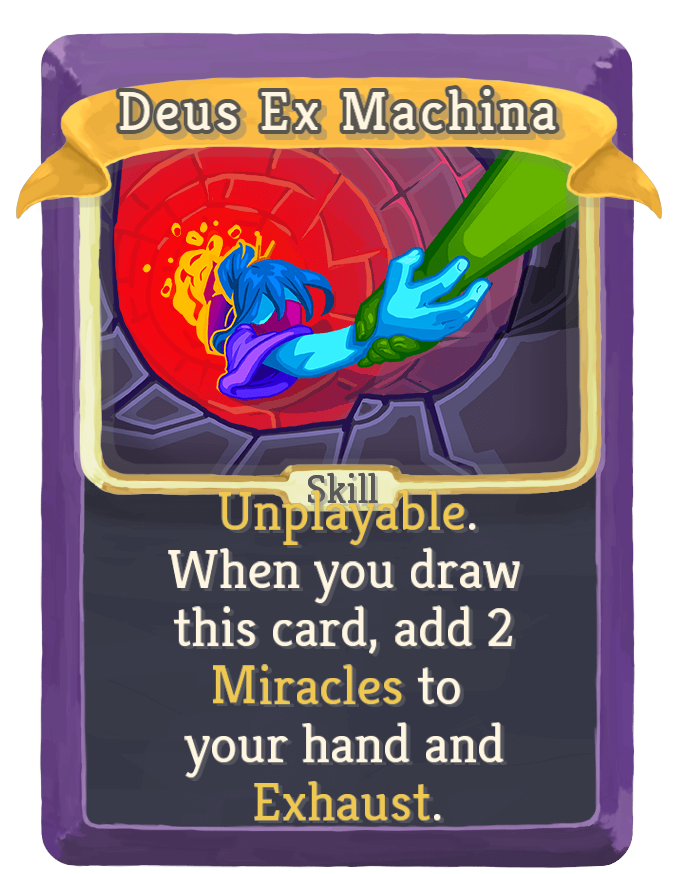 Deus Ex Machina
Skill
Unplayable.
When you draw
this card, add 2
Miracles to
your hand and
Exhaust.